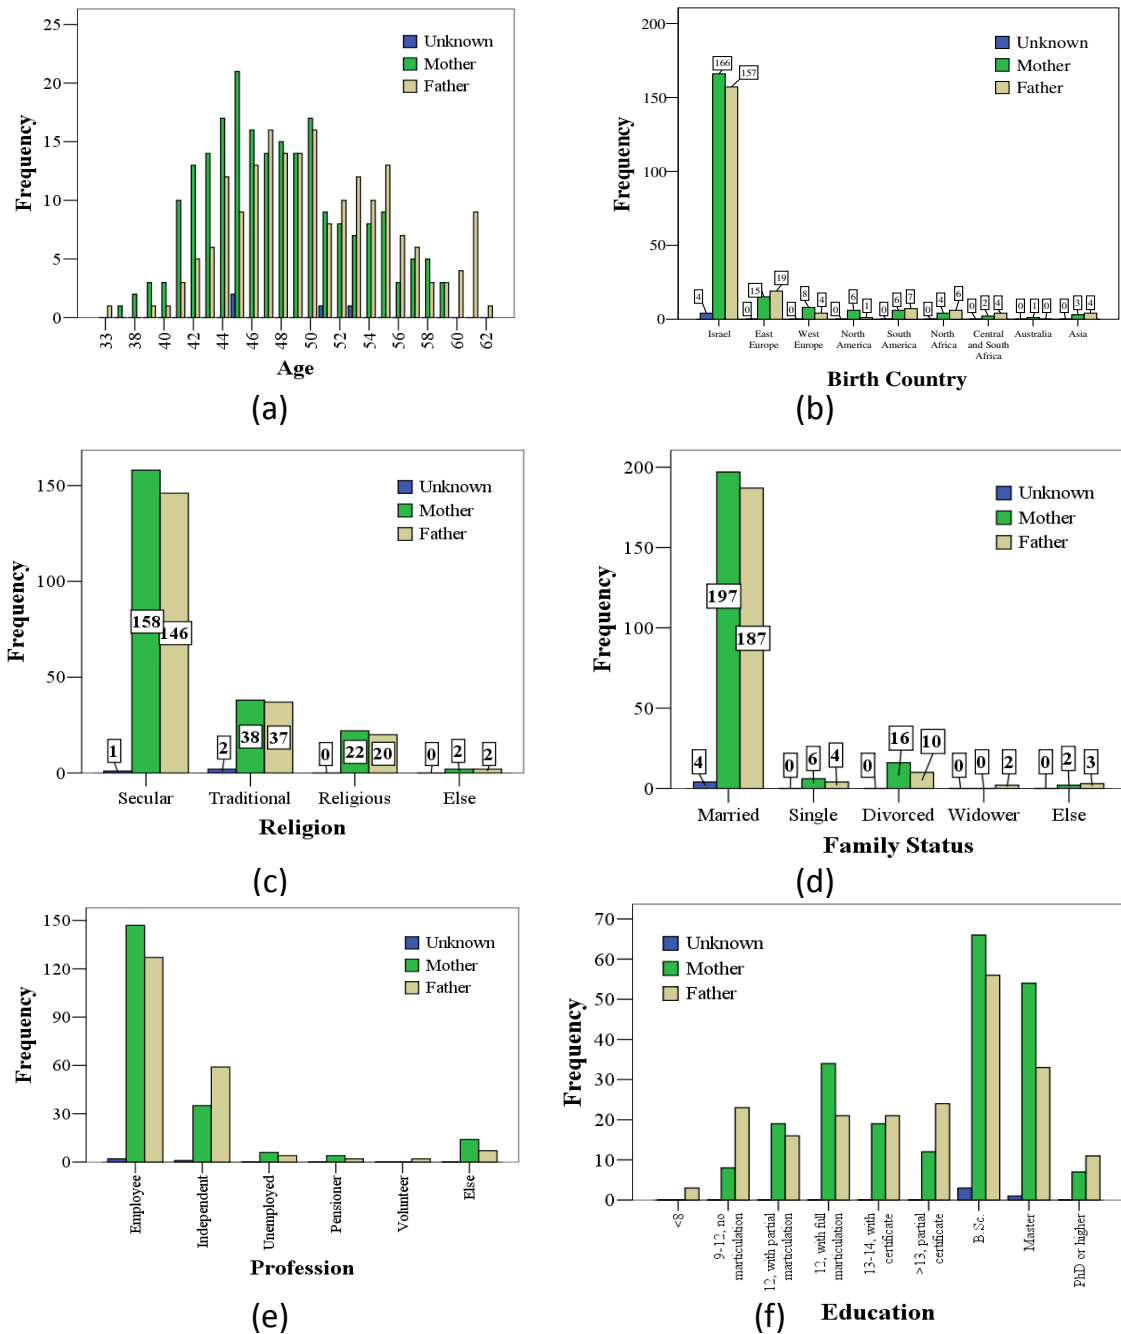 25
20
15
10
5
0
Frequency
Unknown
Mother
Father
33 38 40 42 44 46 48 50 52 54 56 58 60 62
Age
(a)
200
150
100
50
0
Frequency
Unknown
Mother
Father
4 166 157
0 15 19
0 8 4
0 6 1
0 6 7
0 4 6
0 2 4
0 1 0
0 3 4
Israel
East
Europe
West
Europe
North
America
South
America
North
Africa
Central
and South
Africa
Australia
Asia
Birth Country
(b)
150
100
50
0
Frequency
Unknown
Mother
Father
1 158 146
2 38 37
0 22 20
0 2 2
Secular Traditional Religious Else
Religion
(c)
200
150
100
50
0
Frequency
Unknown
Mother
Father
4 197 187
0 6 4
0 16 10
0 0 2
0 2 3
Married Single Divorced Widower Else
Family Status
(d)
150
120
90
60
30
0
Frequency
Unknown
Mother
Father
Employee
Independent
Unemployed
Pensioner
Volunteer
Else
Profession
(e)
70
60
50
40
30
20
10
0
Frequency
Unknown
Mother
Father
<8
9-12, no
marticulation
12, with partial
marticulation
12, with full
marticulation
13-14, with
certificate
>13, partial
certificate
B.Sc.
Master
PhD or higher
Education
(f)